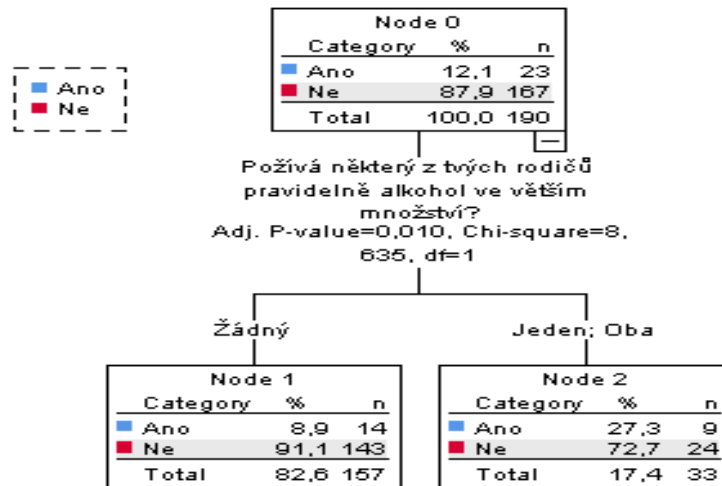 Node 0
Category % n
Ano 12,1 23
Ne 87,9 167
Total 100,0 190
Ano
Ne
Požívá některý z tvých rodičů
pravidelně alkohol ve větším
množství?
Adj. P-value=0,010, Chi-square=8,
635, df=1
Žádný
Jeden; Oba
Node 1
Category % n
Ano 8,9 14
Ne 91,1 143
Total 82,6 157
Node 2
Category % n
Ano 27,3 9
Ne 72,7 24
Total 17,4 33